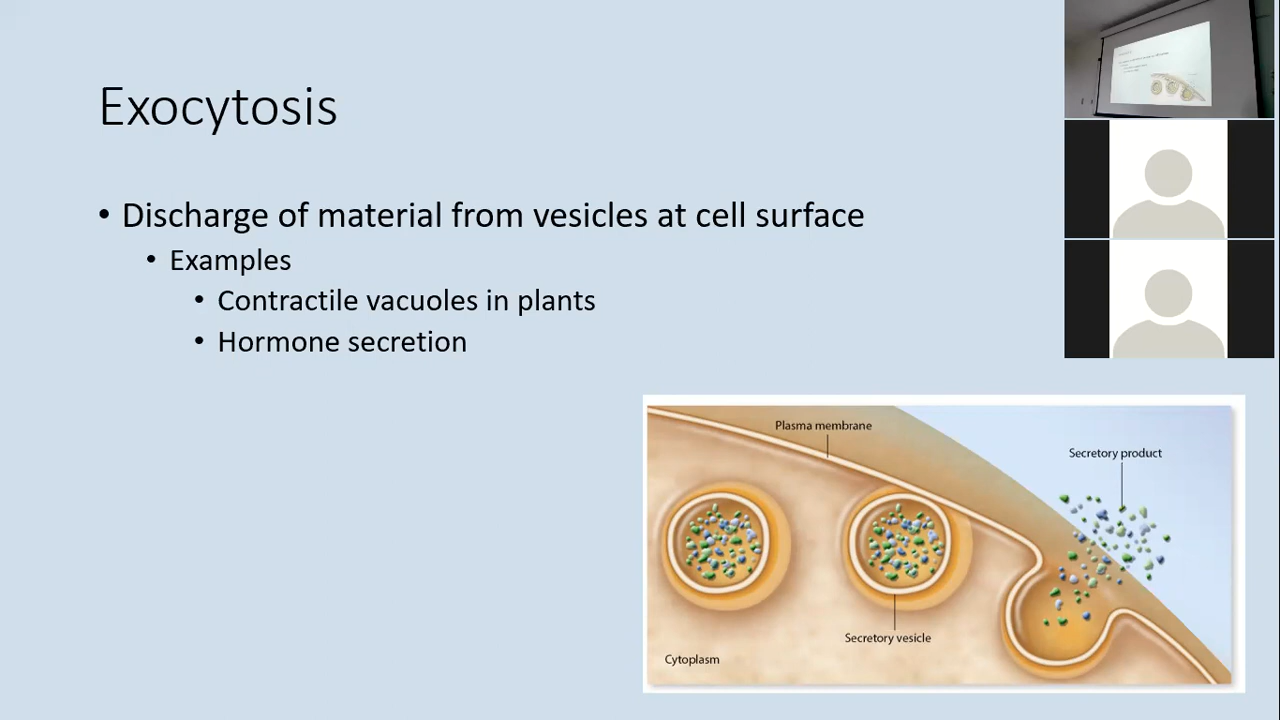 Exocytosis
• Discharge of material from vesicles at cell surface
• Examples
• Contractile vacuoles in plants
• Hormone secretion
Plasma membrane
Secretory product
Secretory vesicle
Cytoplasm